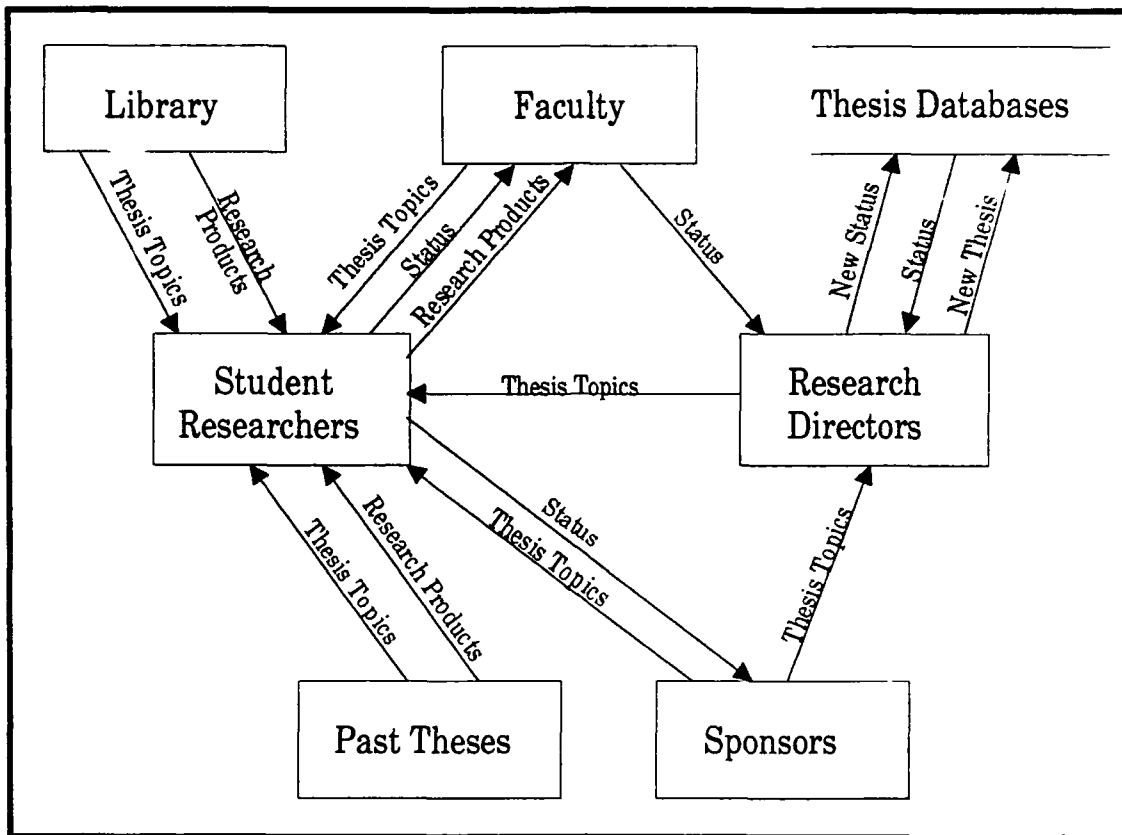 Library
Faculty
Thesis Databases
Thesis Topics
Research
Products
Thesis Topics
Status
Research Products
Status
New Status
Status
New Thesis
Student
Researchers
Thesis Topics
Research
Directors
Thesis Topics
Research Products
Status
Thesis Topics
Thesis Topics
Past Theses
Sponsors